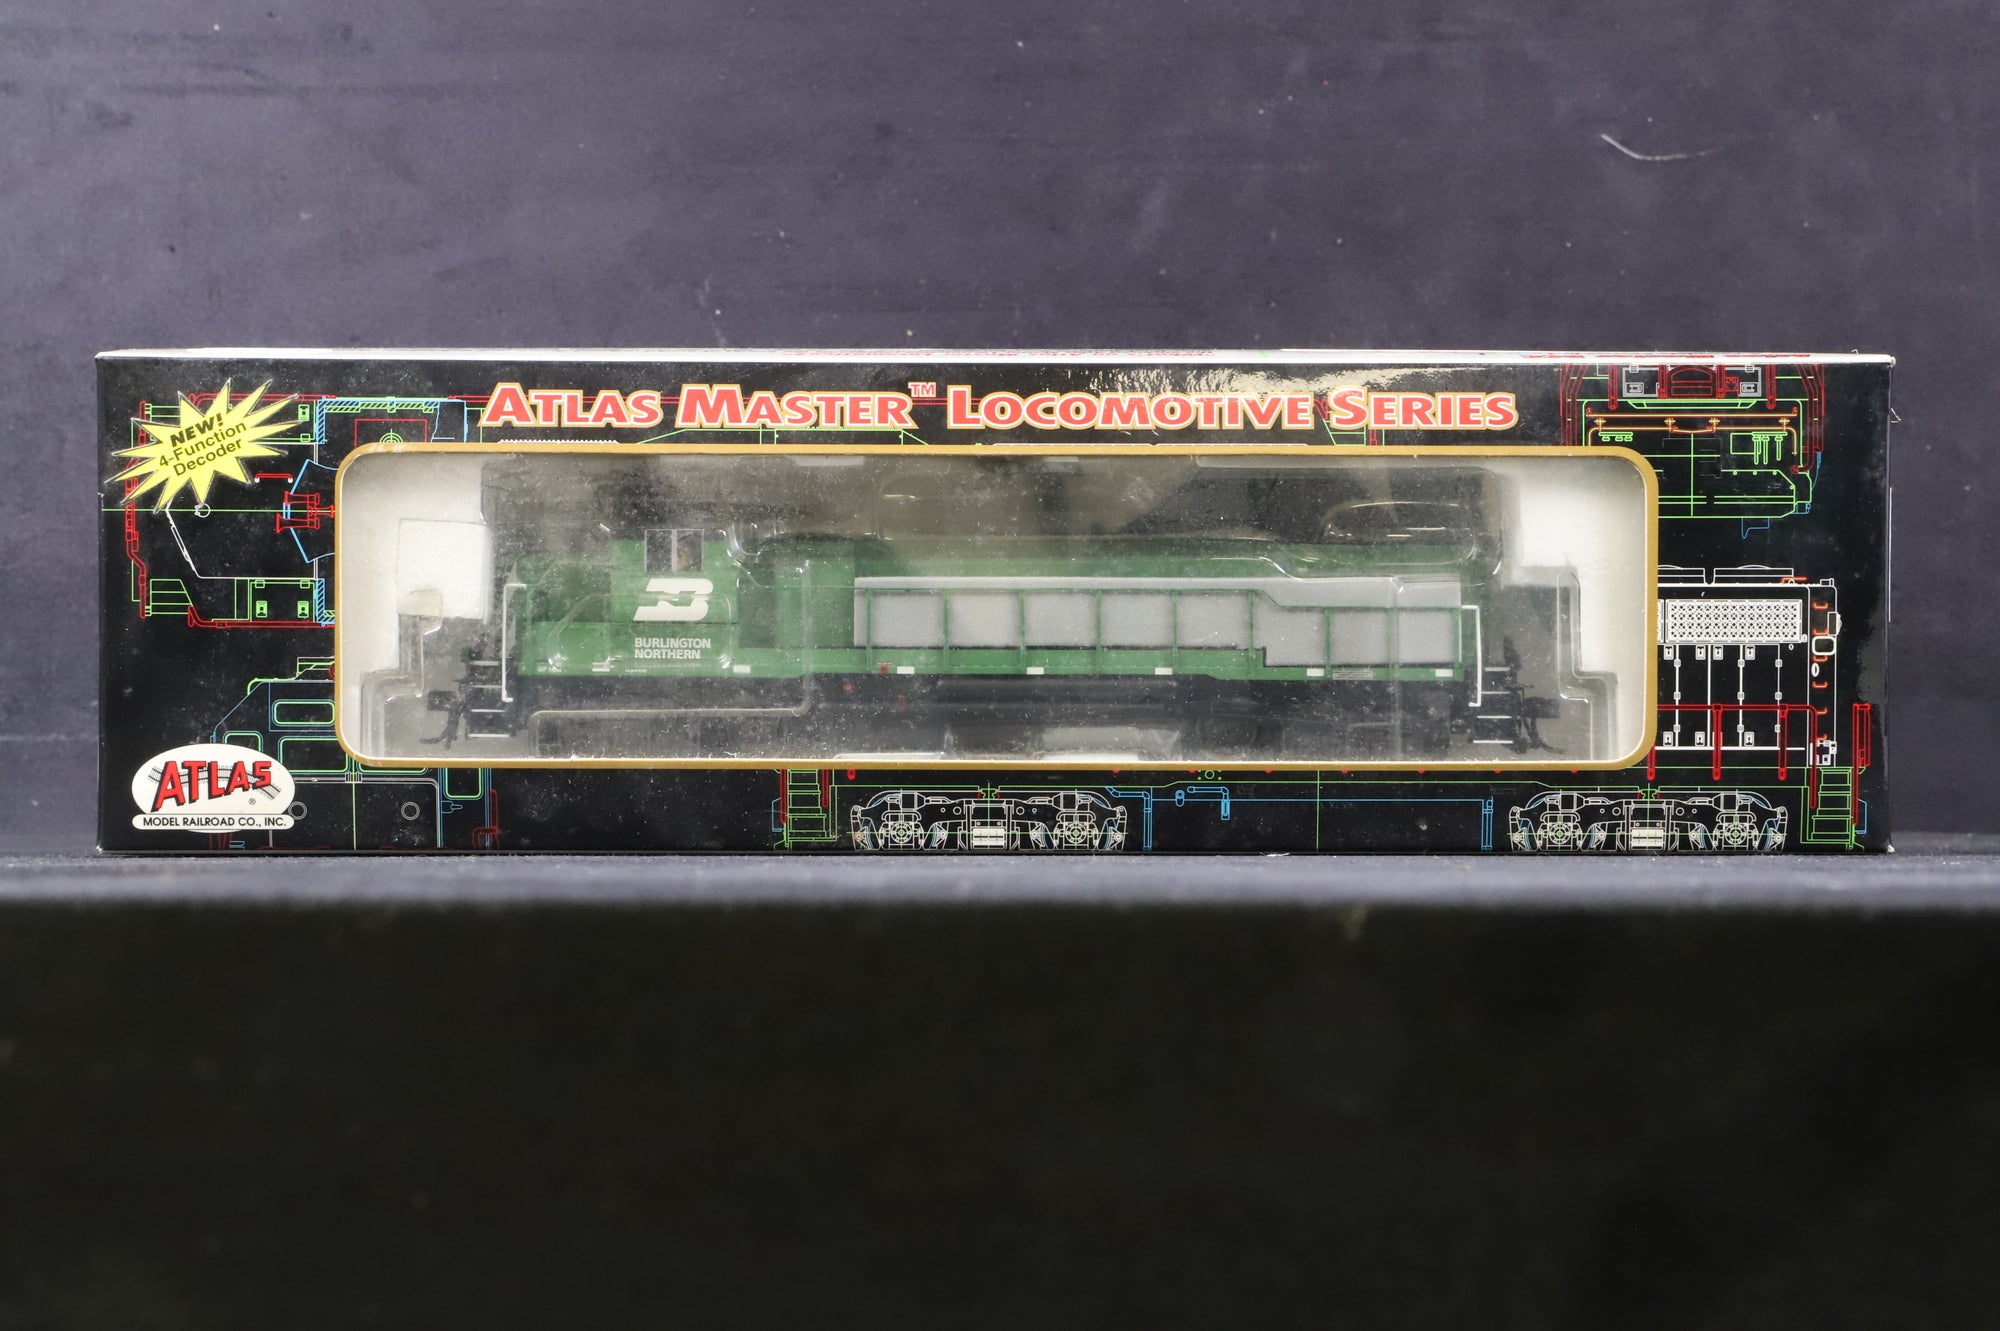 ATLAS MASTER™ LOCOMOTIVE SERIES
NEW!
4-Function
Decoder
BURLINGTON
NORTHERN
ATLAS®
MODEL RAILROAD CO., INC.